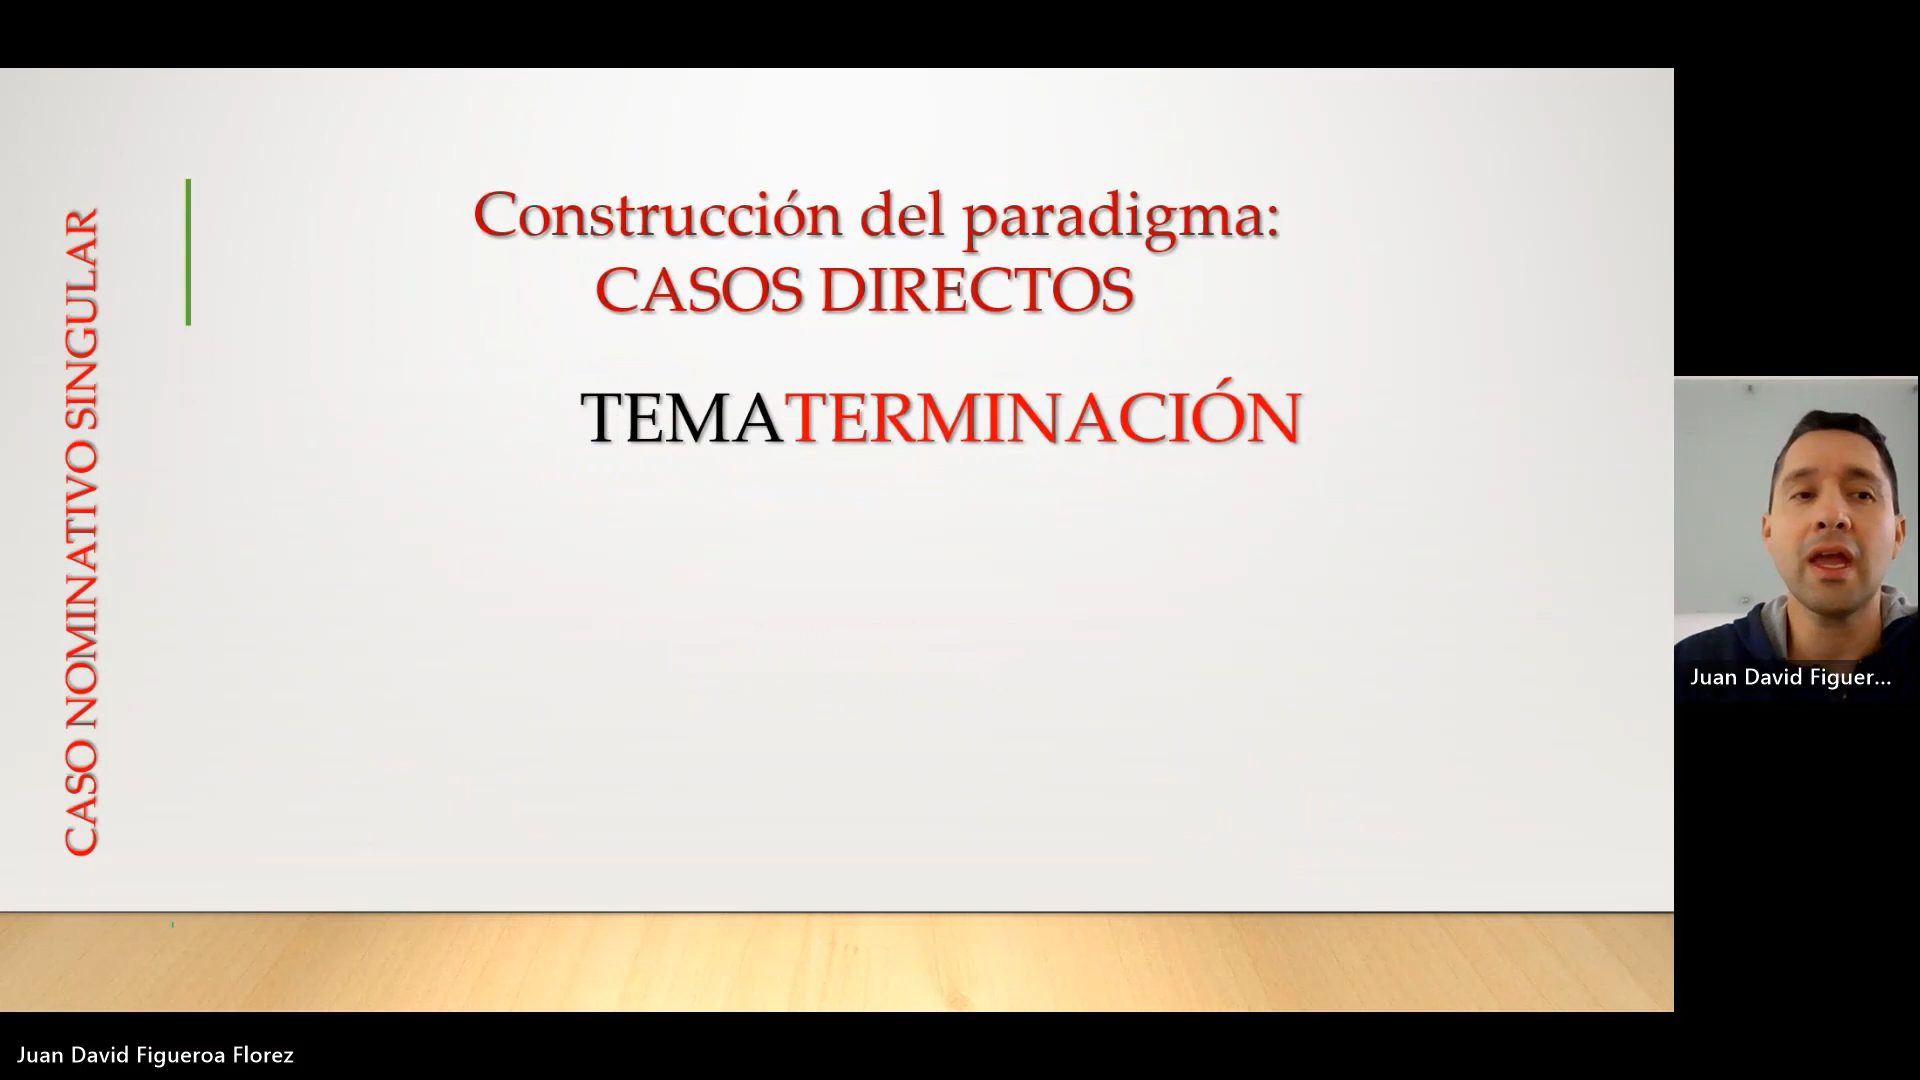 CASO NOMINATIVO SINGULAR
Construcción del paradigma:
CASOS DIRECTOS
TEMATERMINACIÓN
Juan David Figuer...
Juan David Figueroa Florez